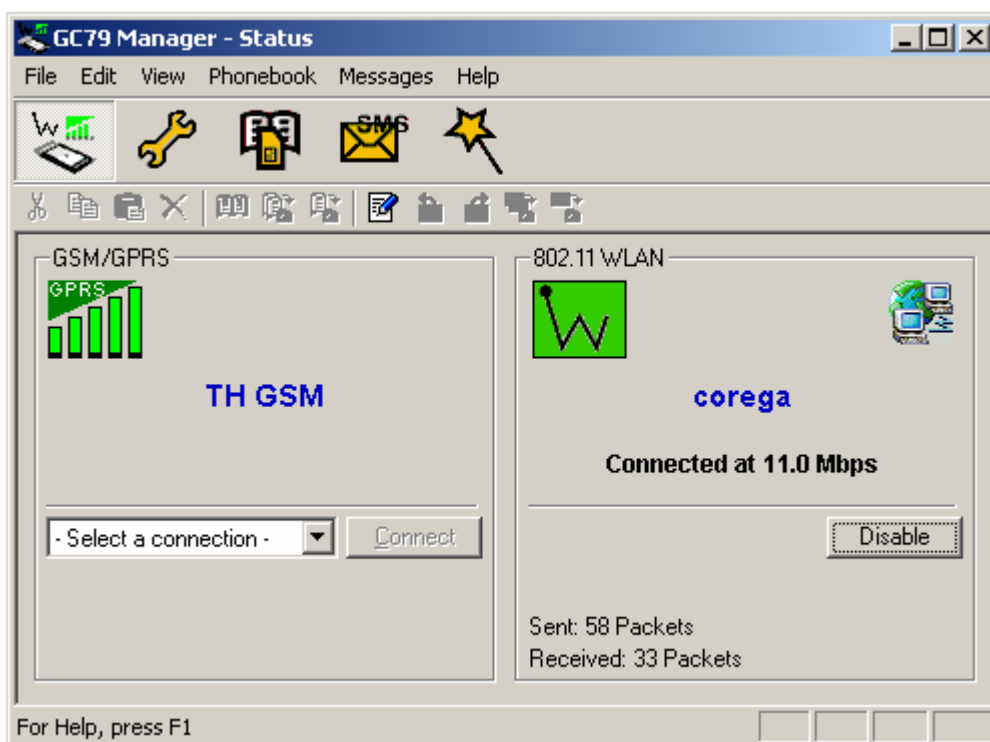 GC79 Manager - Status
File Edit View Phonebook Messages Help
SMS
GSM/GPRS
GPRS
TH GSM
- Select a connection -
Connect
802.11 WLAN
corega
Connected at 11.0 Mbps
Disable
Sent: 58 Packets
Received: 33 Packets
For Help, press F1